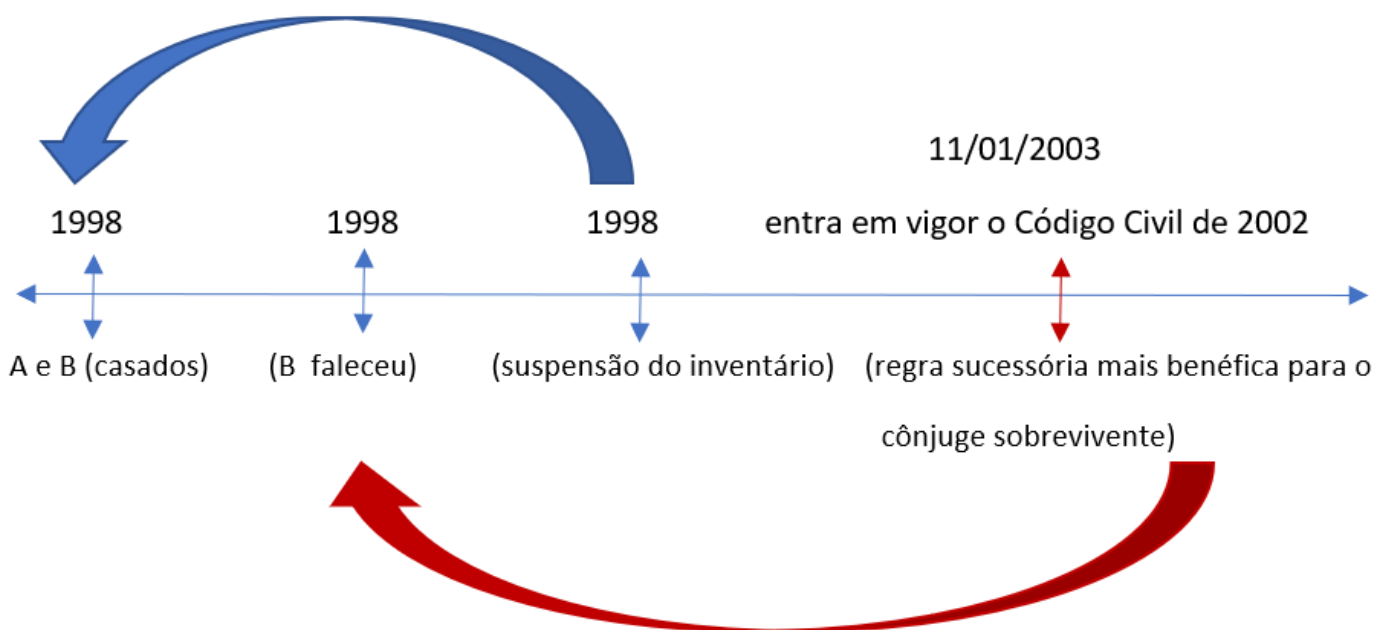 11/01/2003
1998 1998 1998 entra em vigor o Código Civil de 2002
A e B (casados) (B faleceu) (suspensão do inventário) (regra sucessória mais benéfica para o
cônjuge sobrevivente)